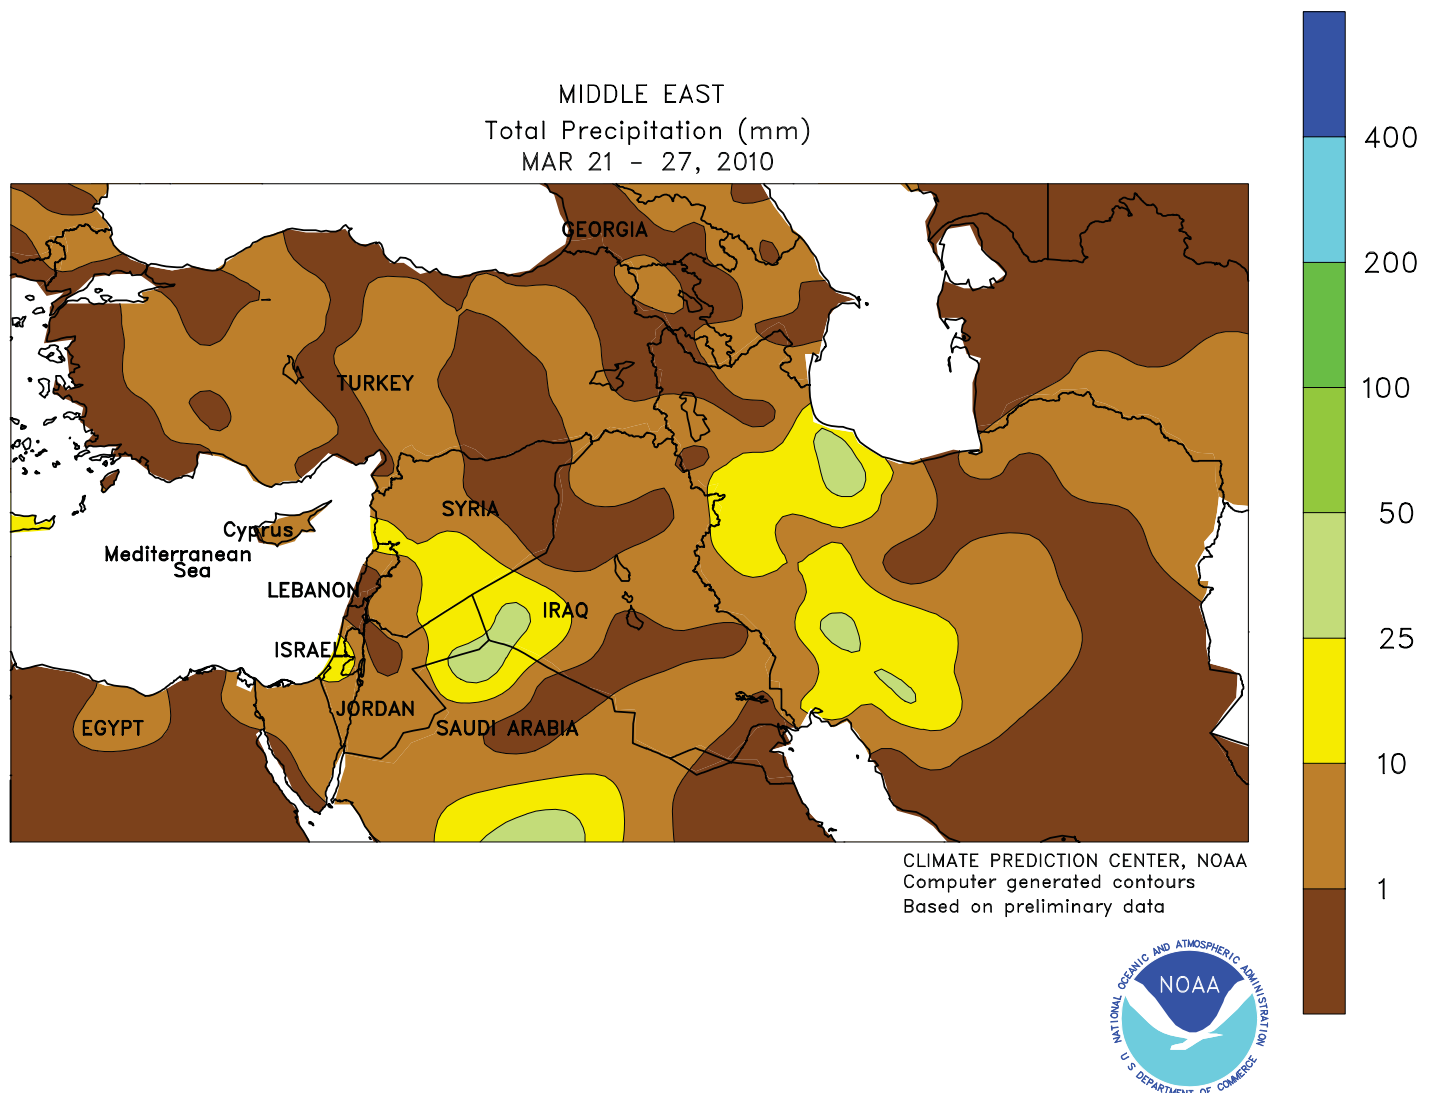 MIDDLE EAST
Total Precipitation (mm)
MAR 21 - 27, 2010
GEORGIA
TURKEY
SYRIA
Cyprus
Mediterranean
Sea
LEBANON
IRAQ
ISRAEL
JORDAN
EGYPT
SAUDI ARABIA
400
200
100
50
25
10
1
CLIMATE PREDICTION CENTER, NOAA
Computer generated contours
Based on preliminary data
NATIONAL OCEANIC AND ATMOSPHERIC ADMINISTRATION
NOAA
U S DEPARTMENT OF COMMERCE